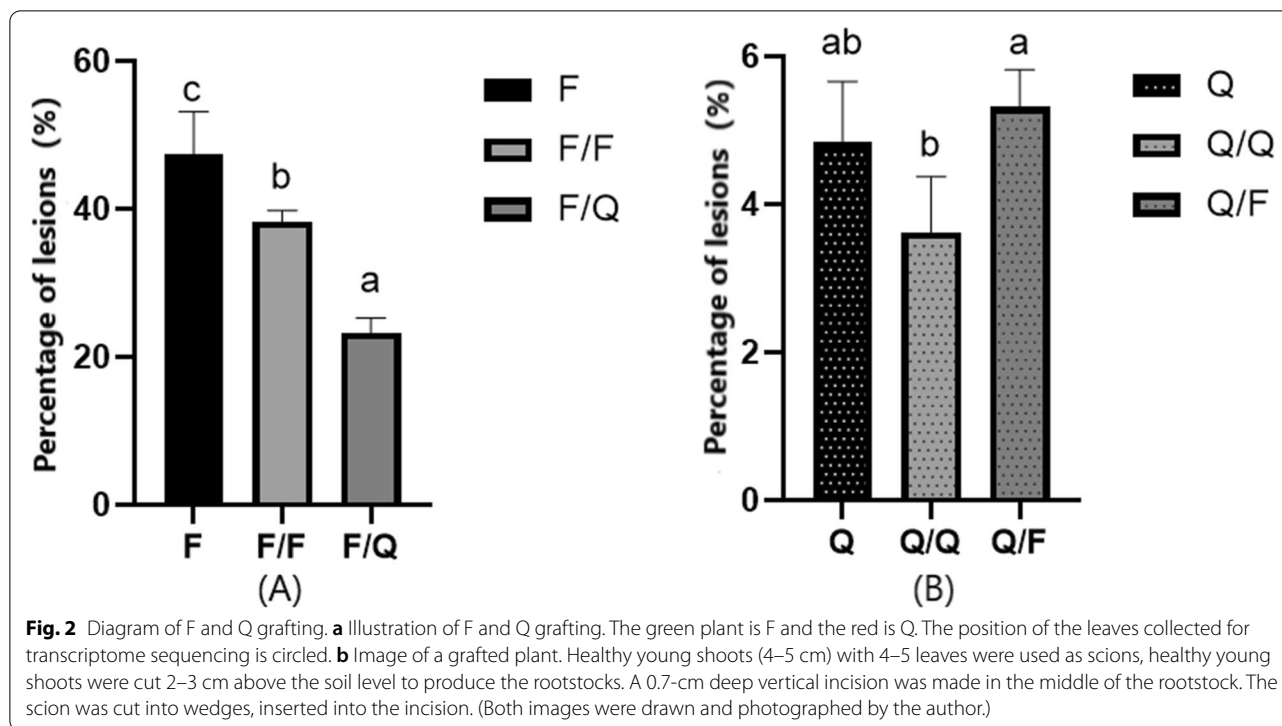 60
40
20
0
Percentage of lesions (%)
c
b
a
F
F/F
F/Q
F
F/F
F/Q
(A)
6
4
2
0
Percentage of lesions (%)
ab
b
a
Q
Q/Q
Q/F
Q
Q/Q
Q/F
(B)
Fig. 2 Diagram of F and Q grafting. a Illustration of F and Q grafting. The green plant is F and the red is Q. The position of the leaves collected for
transcriptome sequencing is circled. b Image of a grafted plant. Healthy young shoots (4–5 cm) with 4–5 leaves were used as scions, healthy young
shoots were cut 2–3 cm above the soil level to produce the rootstocks. A 0.7-cm deep vertical incision was made in the middle of the rootstock. The
scion was cut into wedges, inserted into the incision. (Both images were drawn and photographed by the author.)